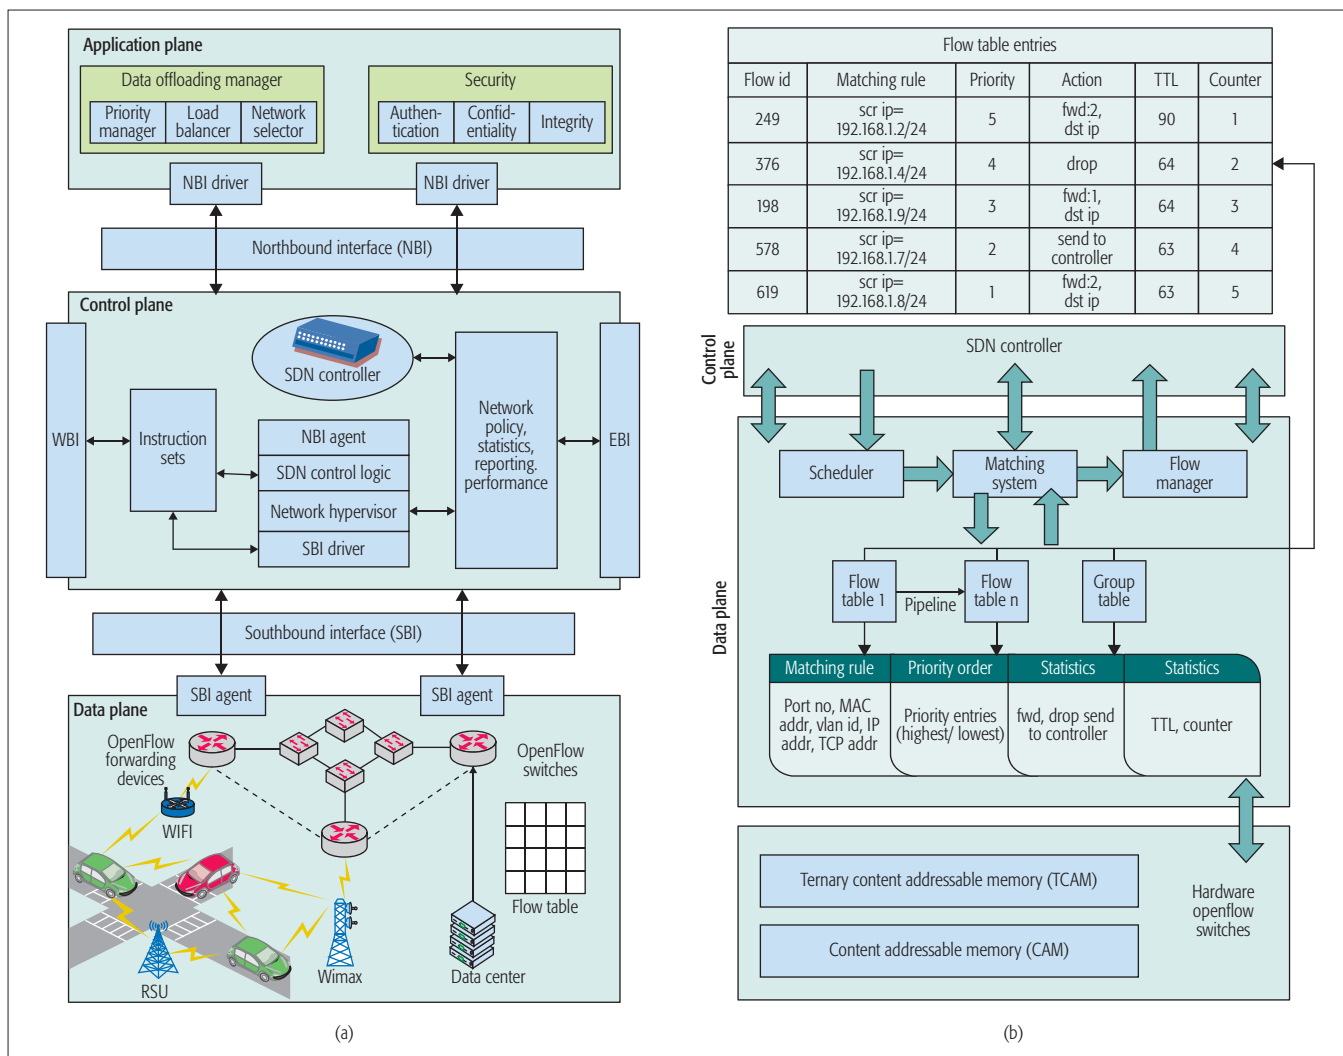 Application plane
Data offloading manager
Priority
manager
Load
balancer
Network
selector
Security
Authen-
tication
Confid-
entiality
Integrity
NBI driver
NBI driver
Northbound interface (NBI)
Control plane
SDN controller
WBI
Instruction
sets
NBI agent
SDN control logic
Network hypervisor
SBI driver
Network
policy,
statistics,
reporting.
performance
EBI
Southbound interface (SBI)
SBI agent
SBI agent
Data plane
OpenFlow
forwarding
devices
OpenFlow
switches
WIFI
Flow table
RSU
Wimax
Data center
(a)
Flow table entries
Flow id Matching rule Priority Action TTL Counter
249 scr ip= 192.168.1.2/24 5 fwd:2, dst ip 90 1
376 scr ip= 192.168.1.4/24 4 drop 64 2
198 scr ip= 192.168.1.9/24 3 fwd:1, dst ip 64 3
578 scr ip= 192.168.1.7/24 2 send to controller 63 4
619 scr ip= 192.168.1.8/24 1 fwd:2, dst ip 63 5
Control
plane
SDN controller
Data plane
Scheduler
Matching
system
Flow
manager
Flow
table 1
Pipeline
Flow
table n
Group
table
Matching rule
Priority order
Statistics
Statistics
Port no, MAC
addr, vlan id, IP
addr, TCP addr
Priority entries
(highest/ lowest)
fwd, drop send
to controller
TTL, counter
Ternary content addressable memory (TCAM)
Content addressable memory (CAM)
Hardware
openflow
switches
(b)